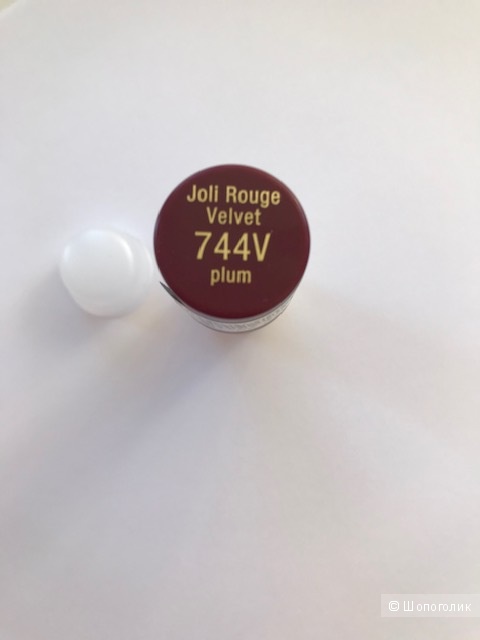 Joli Rouge
Velvet
744V
plum
© Шопоголик